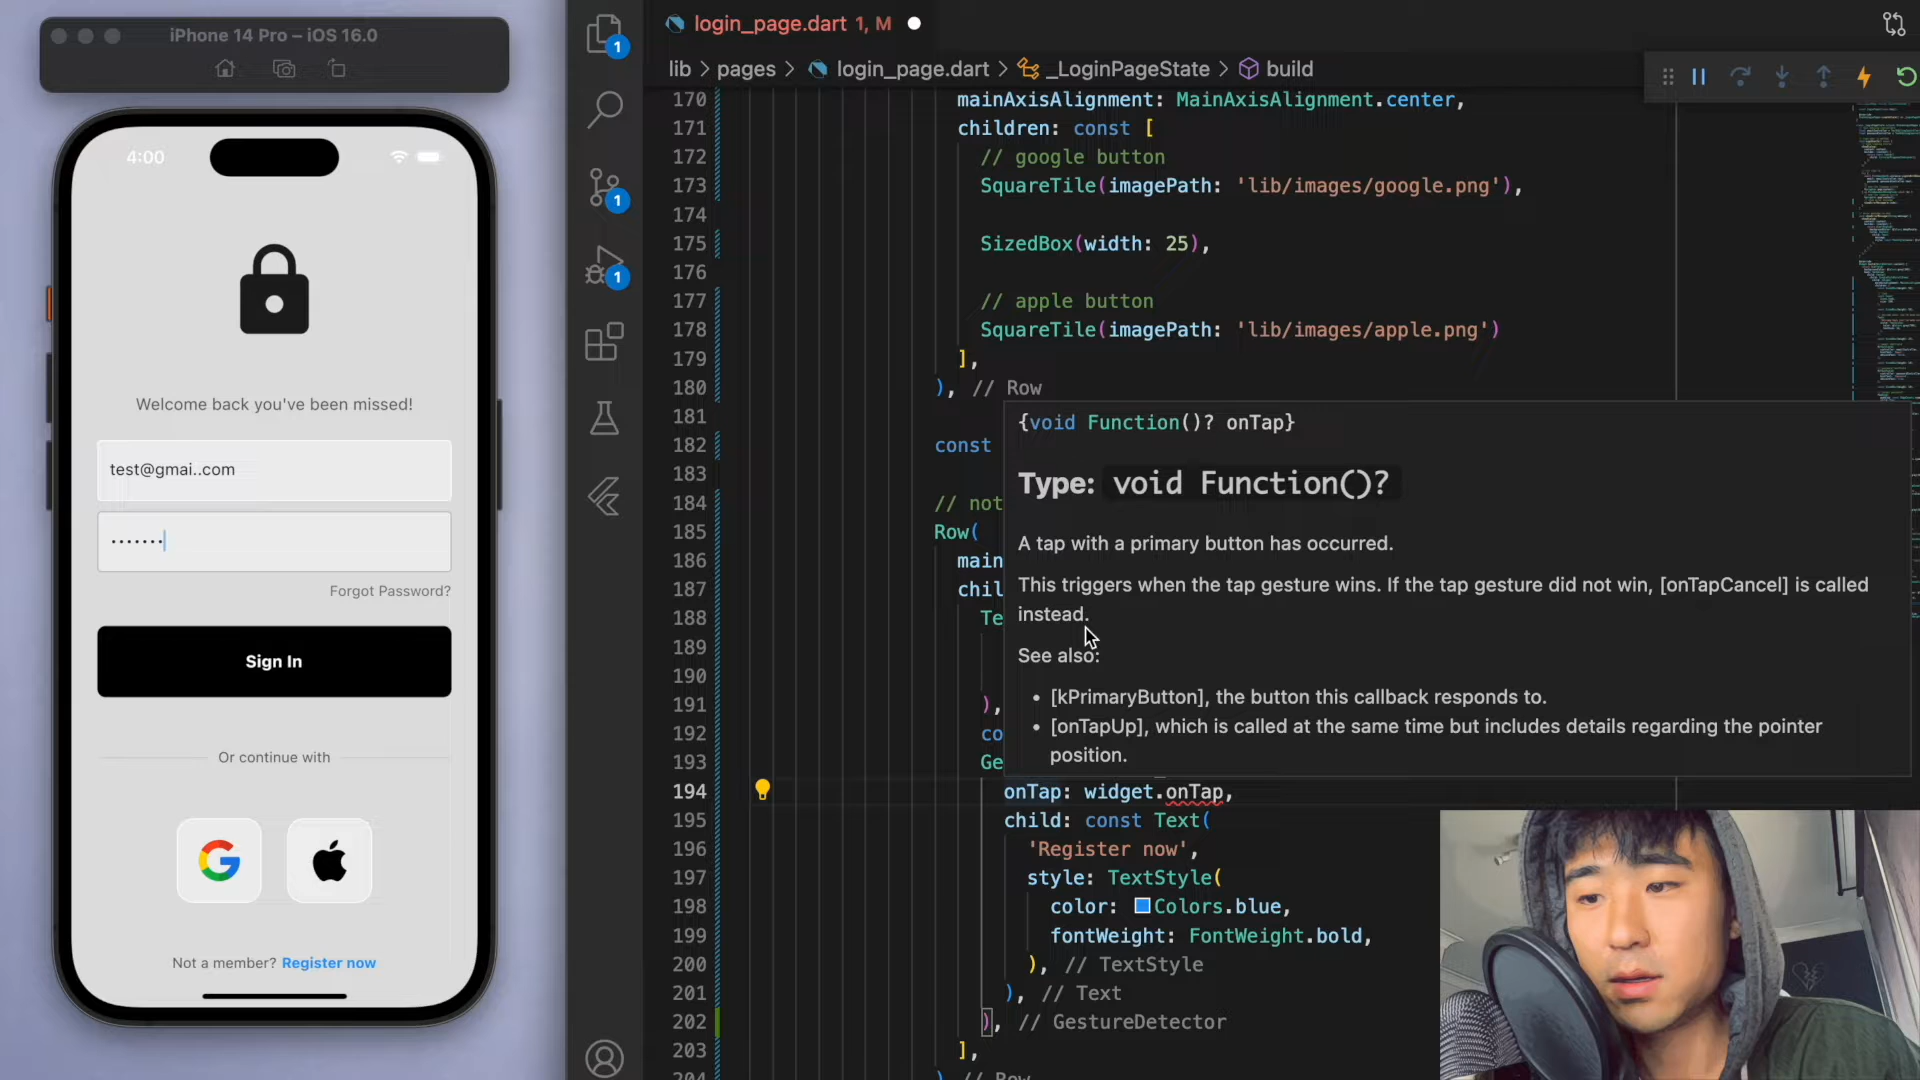 iPhone 14 Pro – iOS 16.0
4:00
Welcome back you've been missed!
test@gmai..com
•••••••
Forgot Password?
Sign In
Or continue with
Not a member? Register now
1
1
1
login_page.dart 1, M
lib > pages > login_page.dart > _LoginPageState > build
170 mainAxisAlignment: MainAxisAlignment.center,
171 children: const [
172 // google button
173 SquareTile(imagePath: 'lib/images/google.png'),
174
175 SizedBox(width: 25),
176
177 // apple button
178 SquareTile(imagePath: 'lib/images/apple.png')
179 ],
180 ), // Row
181
182 const
183
184 // not
185 Row(
186 main
187 chil
188 Te
189
190
191 ),
192 co
193 Ge
{void Function()? onTap}
Type: void Function()?
A tap with a primary button has occurred.
This triggers when the tap gesture wins. If the tap gesture did not win, [onTapCancel] is called
instead.
See also:
• [kPrimaryButton], the button this callback responds to.
• [onTapUp], which is called at the same time but includes details regarding the pointer
position.
194 onTap: widget.onTap,
195 child: const Text(
196 'Register now',
197 style: TextStyle(
198 color: Colors.blue,
199 fontWeight: FontWeight.bold,
200 ), // TextStyle
201 ), // Text
202 ), // GestureDetector
203 ],
204 ) // Row